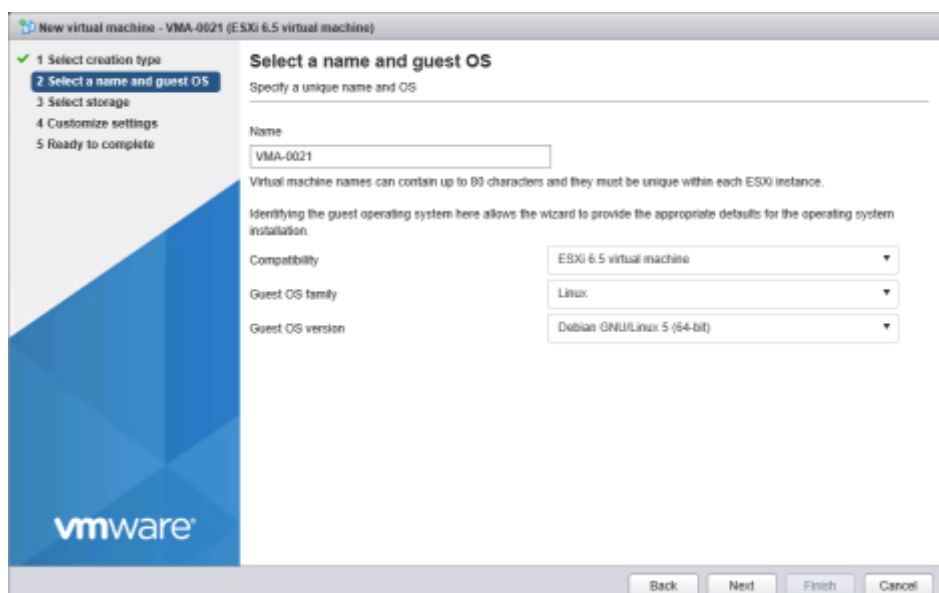 New virtual machine - VMA-0021 (ESXi 6.5 virtual machine)
1 Select creation type
2 Select a name and guest OS
3 Select storage
4 Customize settings
5 Ready to complete
Select a name and guest OS
Specify a unique name and OS
Name
VMA-0021
Virtual machine names can contain up to 80 characters and they must be unique within each ESXi instance.
Identifying the guest operating system here allows the wizard to provide the appropriate defaults for the operating system
installation.
Compatibility ESXi 6.5 virtual machine
Guest OS family Linux
Guest OS version Debian GNU/Linux 5 (64-bit)
vmware
Back Next Finish Cancel